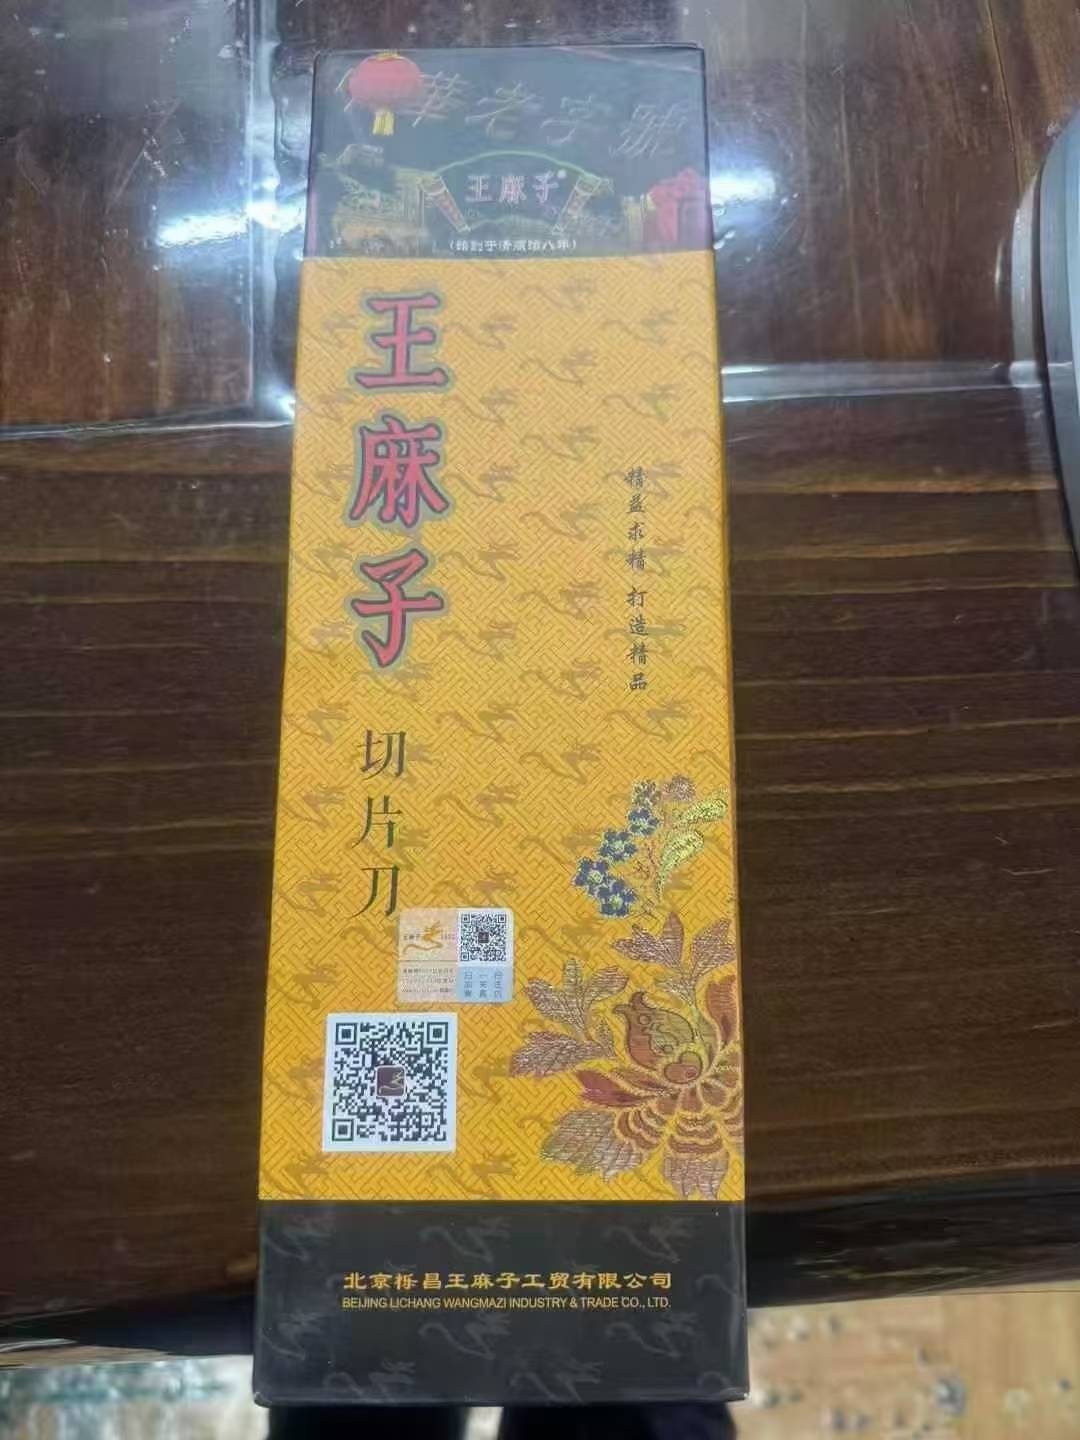 華老字號
王麻子®
王麻子
精益求精 打造精品
切片刀
北京栎昌王麻子工贸有限公司
BEIJING LICHANG WANGMAZI INDUSTRY & TRADE CO., LTD.